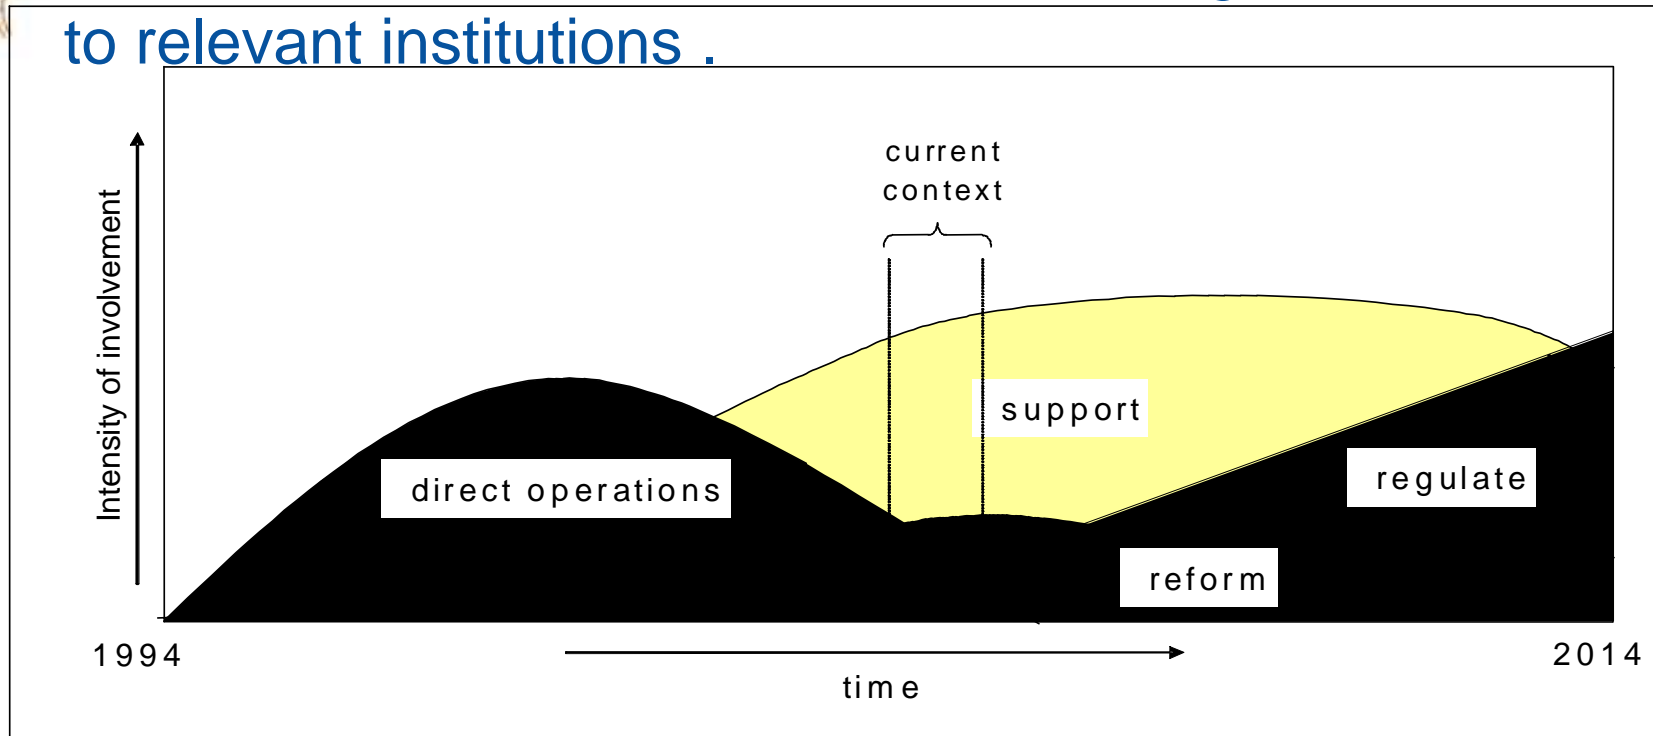 to relevant institutions .
current
context
Intensity of involvement
support
direct operations
regulate
reform
1994
2014
time